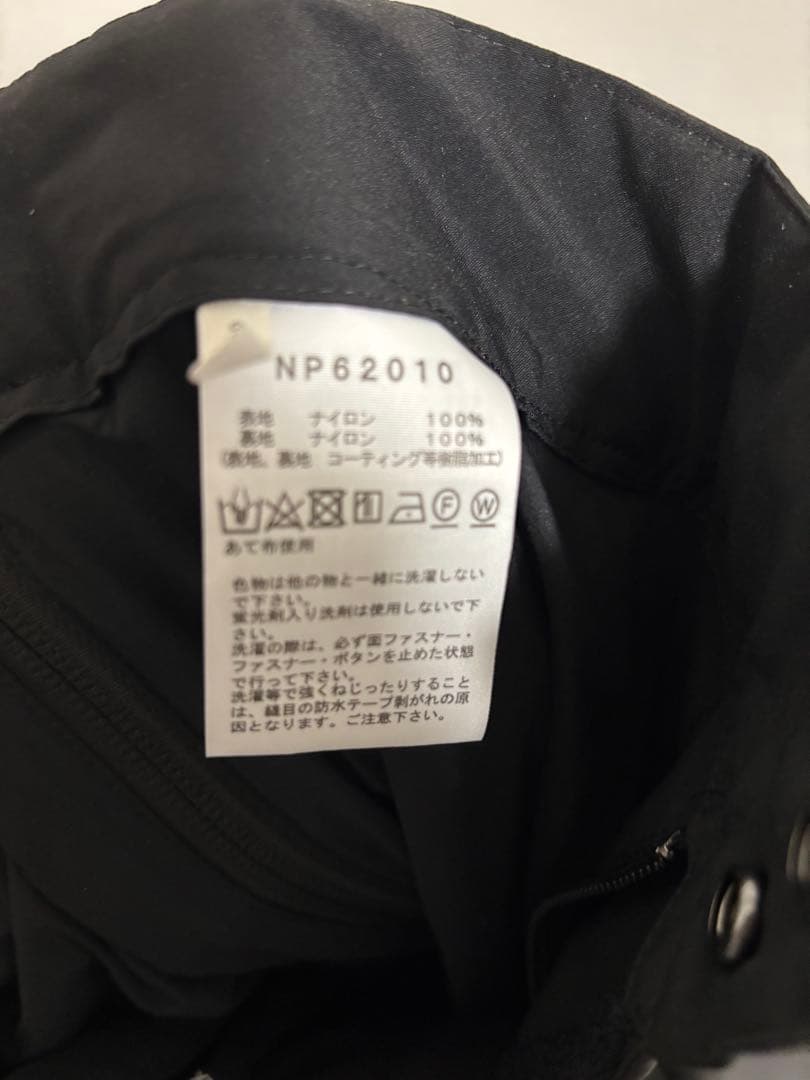 NP62010
表地 ナイロン 100%
裏地 ナイロン 100%
(表地、裏地 コーティング等樹脂加工)
F W
あて布使用
色物は他の物と一緒に洗濯しない
で下さい。
蛍光剤入り洗剤は使用しないで下
さい。
洗濯の際は、必ず面ファスナー・
ファスナー・ボタンを止めた状態
で行って下さい。
洗濯等で強くねじったりすること
は、縫目の防水テープ剥がれの原
因となります。ご注意下さい。